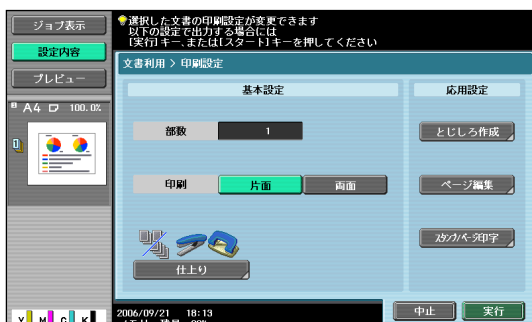 ジョブ表示
設定内容
プレビュー
A4 100.0%
選択した文書の印刷設定が変更できます
以下の設定で出力する場合には
[実行]キー、または[スタート]キーを押してください
文書利用 > 印刷設定
基本設定
応用設定
部数 1
とじしろ作成
印刷 片面 両面
ページ編集
スタンプ/ページ印字
仕上り
Y M C K
2006/09/21 18:13
中止 実行